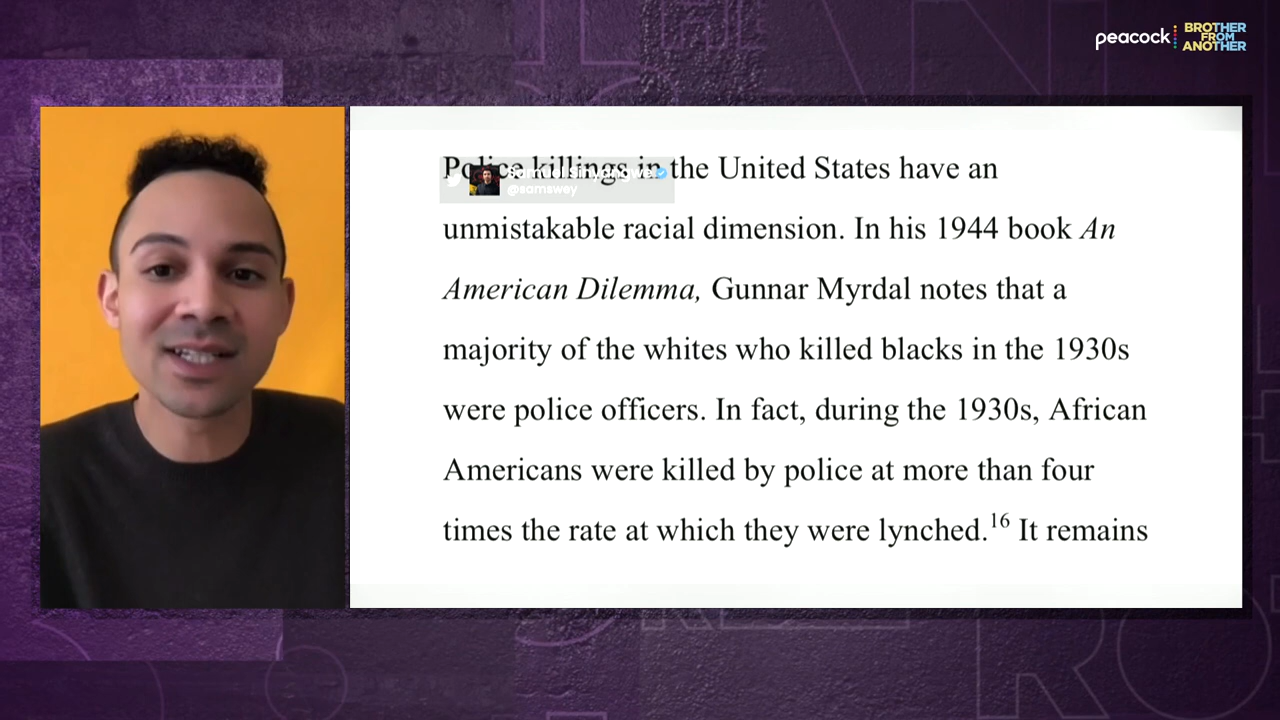 peacock
BROTHER
FROM
ANOTHER
Police killings in the United States have an
Samuel Sinyangwe
@samswey
unmistakable racial dimension. In his 1944 book An
American Dilemma, Gunnar Myrdal notes that a
majority of the whites who killed blacks in the 1930s
were police officers. In fact, during the 1930s, African
Americans were killed by police at more than four
times the rate at which they were lynched.16 It remains